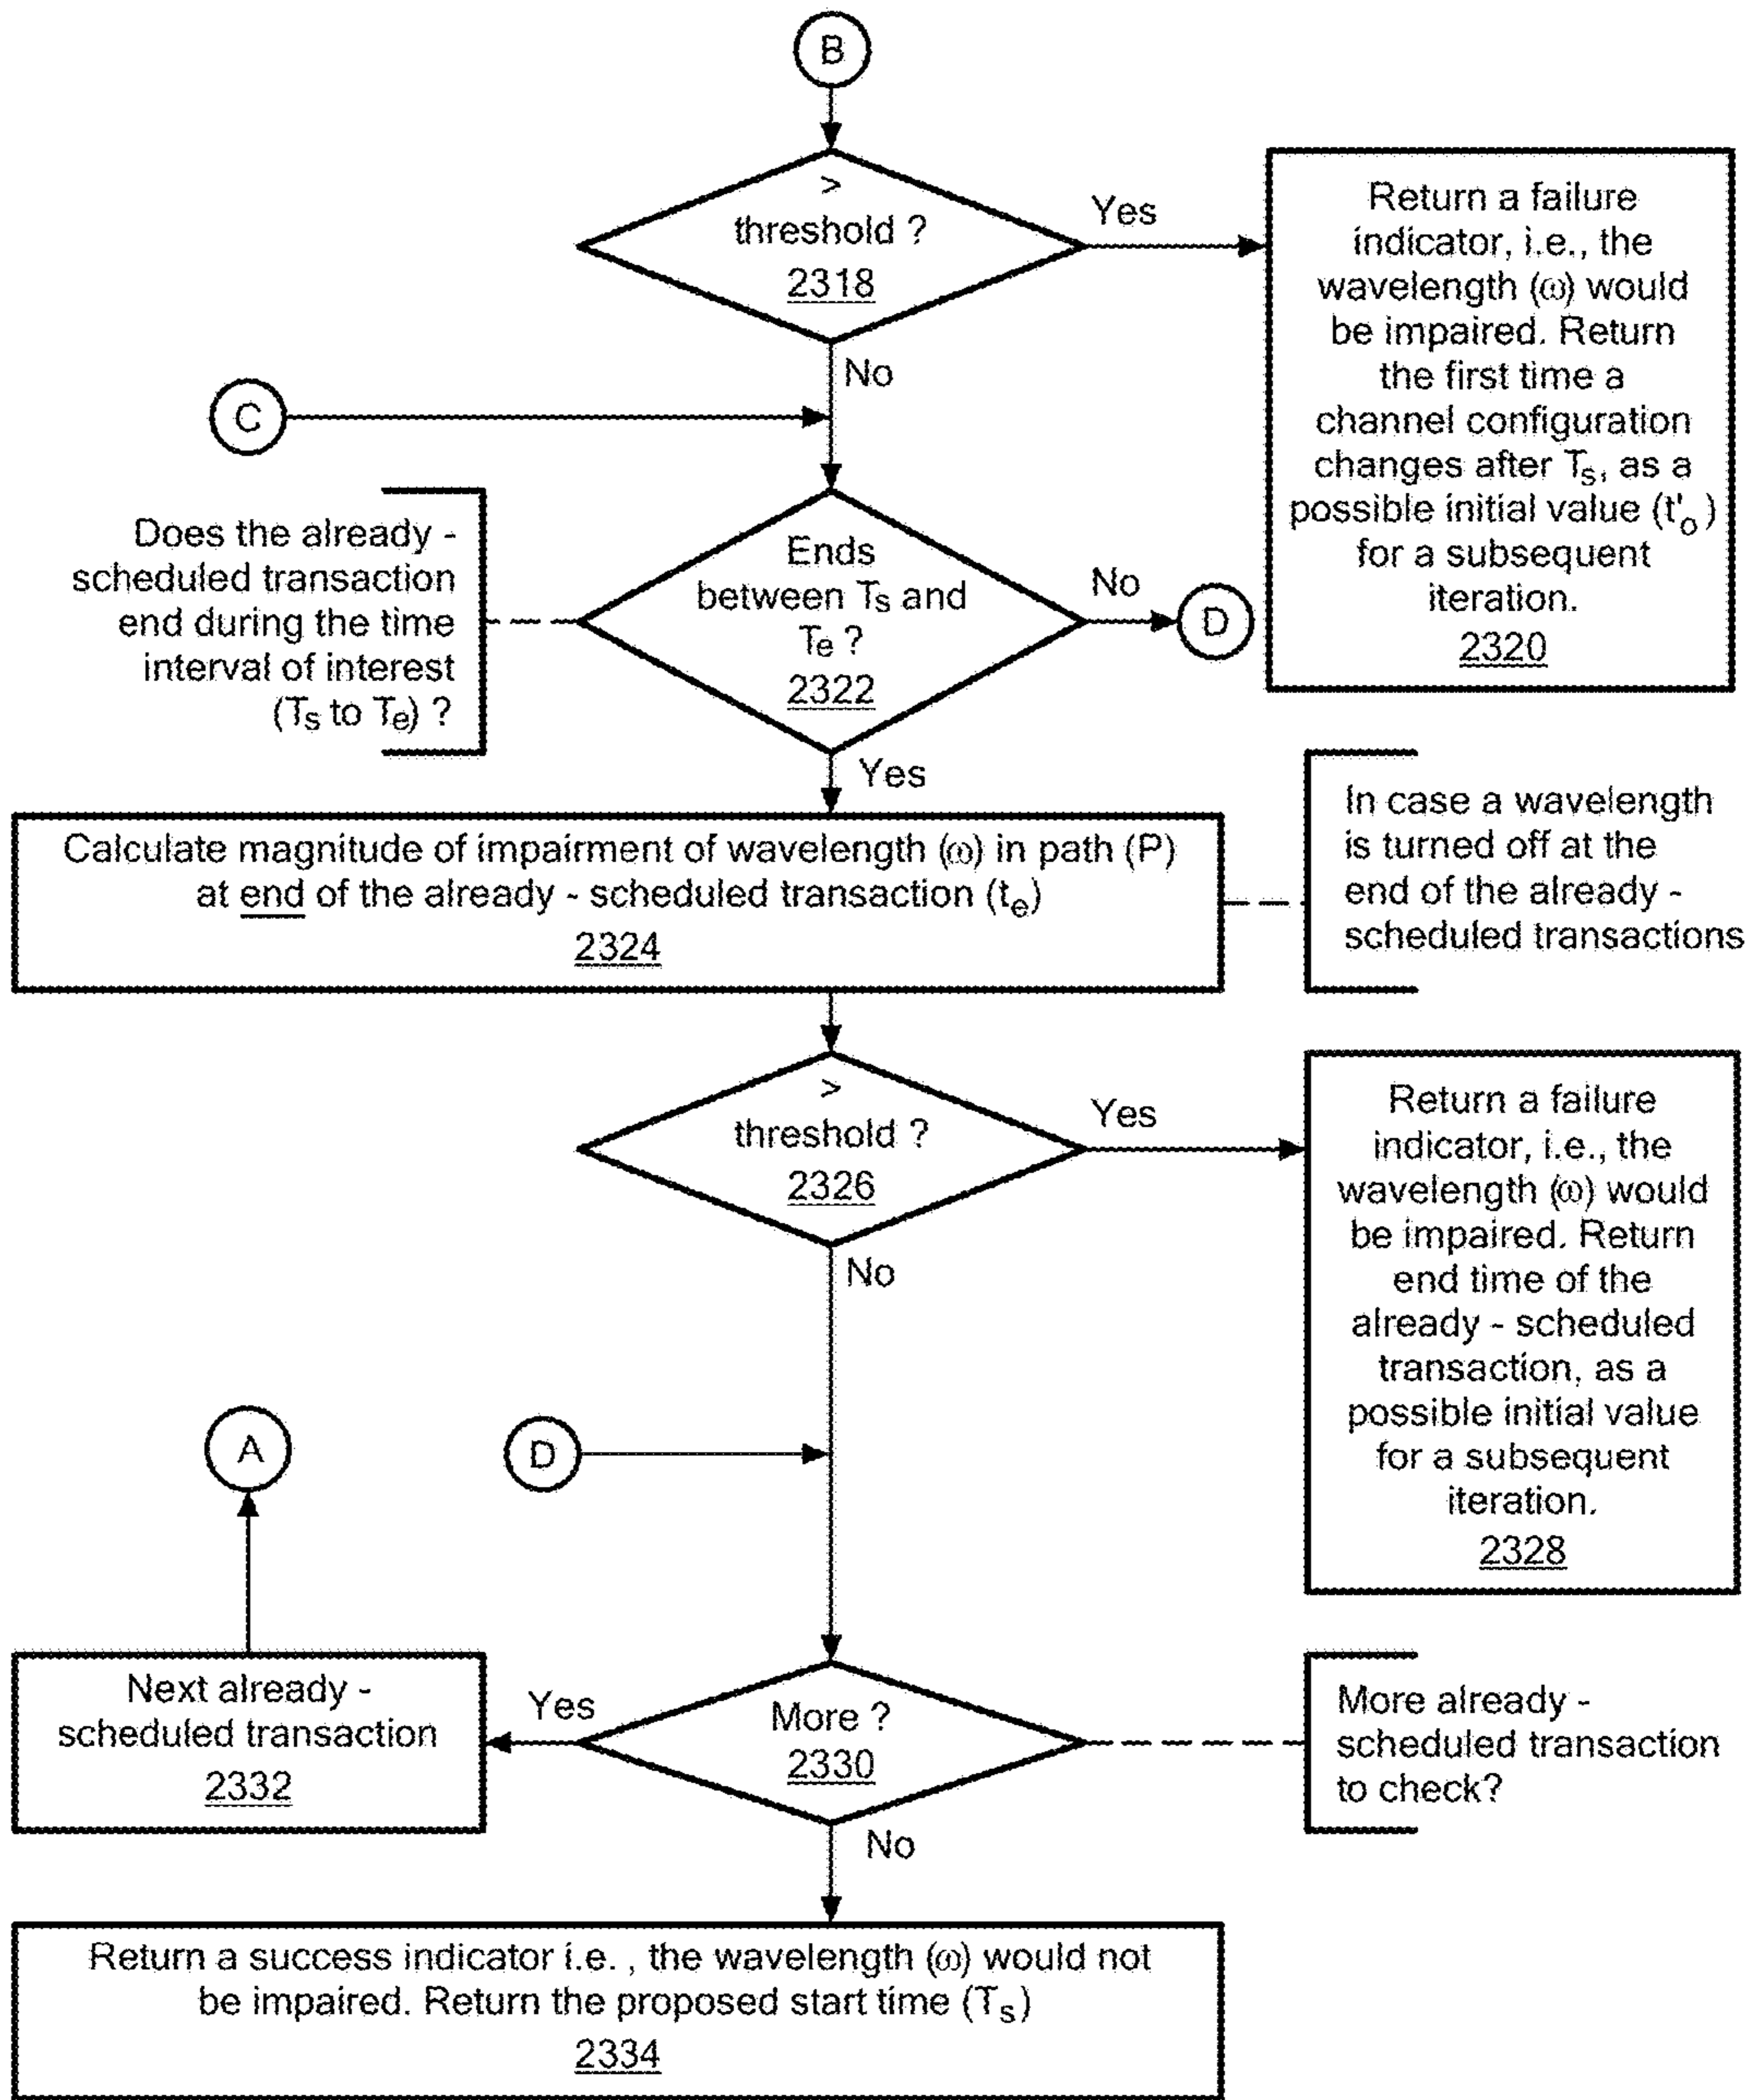 B
>
threshold ?
2318
Yes
No
Return a failure
indicator, i.e., the
wavelength (ω) would
be impaired. Return
the first time a
channel configuration
changes after Ts, as a
possible initial value (t'o)
for a subsequent
iteration.
2320
C
Does the already -
scheduled transaction
end during the time
interval of interest
(Ts to Te) ?
Ends
between Ts and
Te ?
2322
No
D
Yes
Calculate magnitude of impairment of wavelength (ω) in path (P)
at end of the already - scheduled transaction (te)
2324
In case a wavelength
is turned off at the
end of the already -
scheduled transactions
>
threshold ?
2326
Yes
No
Return a failure
indicator, i.e., the
wavelength (ω) would
be impaired. Return
end time of the
already - scheduled
transaction, as a
possible initial value
for a subsequent
iteration.
2328
A
D
Next already -
scheduled transaction
2332
Yes
More ?
2330
No
More already -
scheduled transaction
to check?
Return a success indicator i.e. , the wavelength (ω) would not
be impaired. Return the proposed start time (Ts)
2334